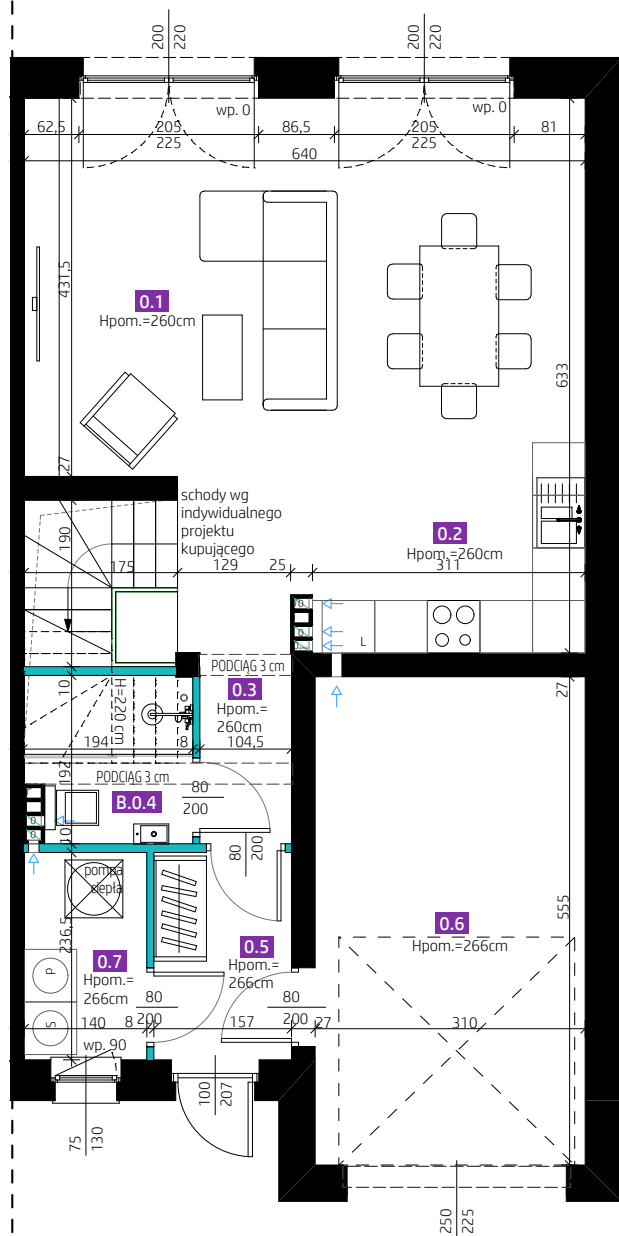 200
220
200
220
wp. 0
wp. 0
62,5
205
225
86,5
205
225
81
640
431,5
0.1
Hpom.=260cm
633
27
schody wg
indywidualnego
projektu
kupującego
190
0.2
Hpom.=260cm
175
129
25
311
L
PODCIĄG 3 cm
0.3
Hpom.=
260cm
10
H=220 cm
27
194
8
104,5
192
PODCIĄG 3 cm
B.0.4
80
200
10
80
200
pompa
ciepła
236,5
555
0.6
Hpom.=266cm
0.7
Hpom.=
266cm
0.5
Hpom.=
266cm
P
S
80
200
80
200
140
8
157
27
310
wp. 90
100
207
75
130
250
225